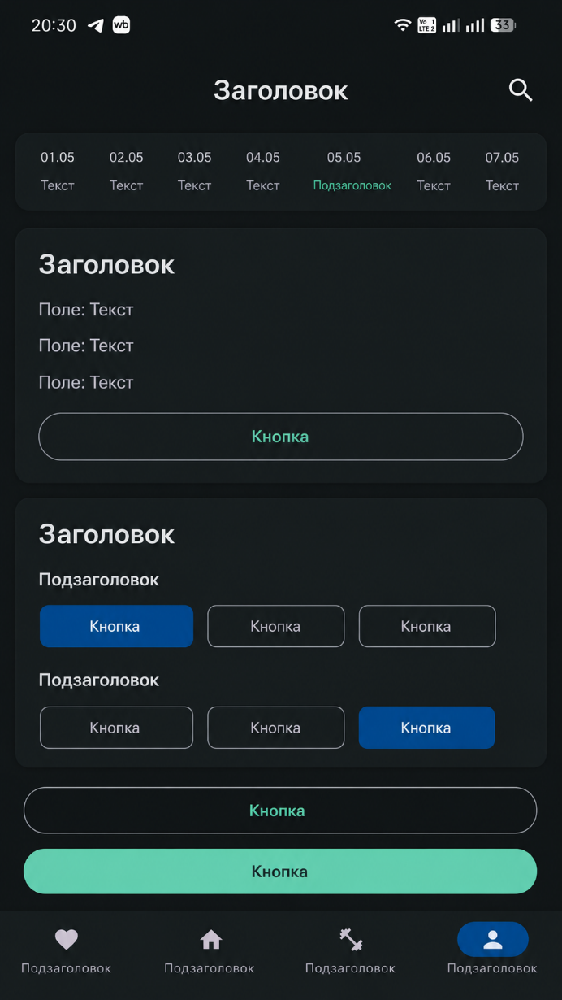 20:30 wb Vo 1 LTE 2 33
Заголовок
01.05 02.05 03.05 04.05 05.05 06.05 07.05
Текст Текст Текст Текст Подзаголовок Текст Текст
Заголовок
Поле: Текст
Поле: Текст
Поле: Текст
Кнопка
Заголовок
Подзаголовок
Кнопка Кнопка Кнопка
Подзаголовок
Кнопка Кнопка Кнопка
Кнопка
Кнопка
Подзаголовок Подзаголовок Подзаголовок Подзаголовок